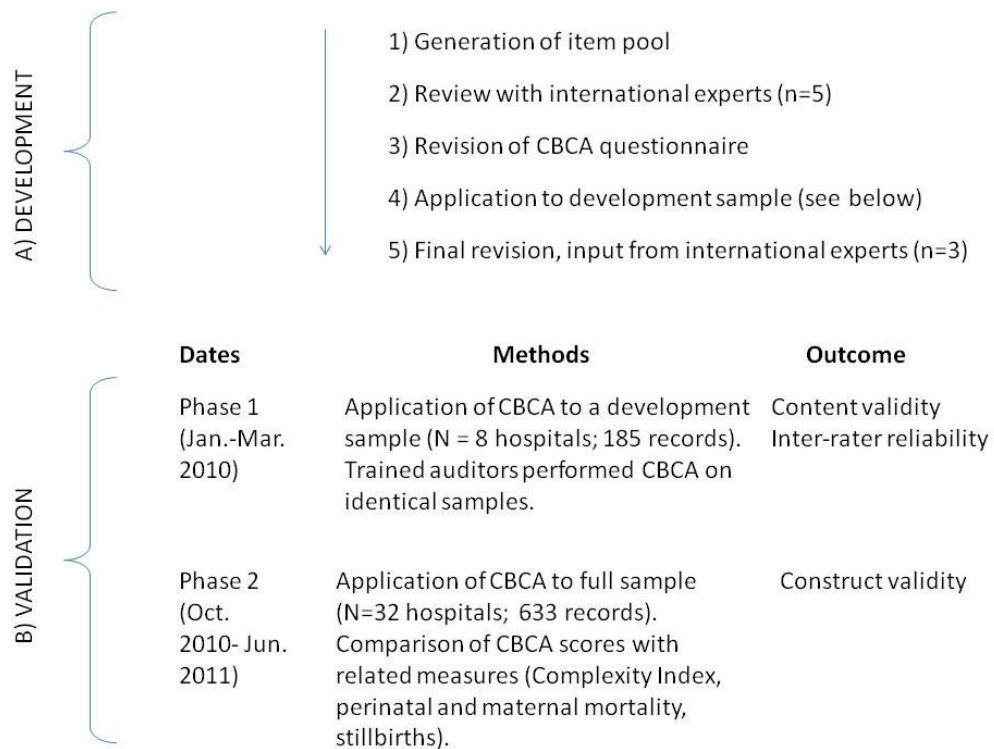 A) DEVELOPMENT
1) Generation of item pool
2) Review with international experts (n=5)
3) Revision of CBCA questionnaire
4) Application to development sample (see below)
5) Final revision, input from international experts (n=3)
B) VALIDATION
Dates Methods Outcome
Phase 1
(Jan.-Mar.
2010)
Application of CBCA to a development
sample (N = 8 hospitals; 185 records).
Trained auditors performed CBCA on
identical samples.
Content validity
Inter-rater reliability
Phase 2
(Oct.
2010- Jun.
2011)
Application of CBCA to full sample
(N=32 hospitals; 633 records).
Comparison of CBCA scores with
related measures (Complexity Index,
perinatal and maternal mortality,
stillbirths).
Construct validity